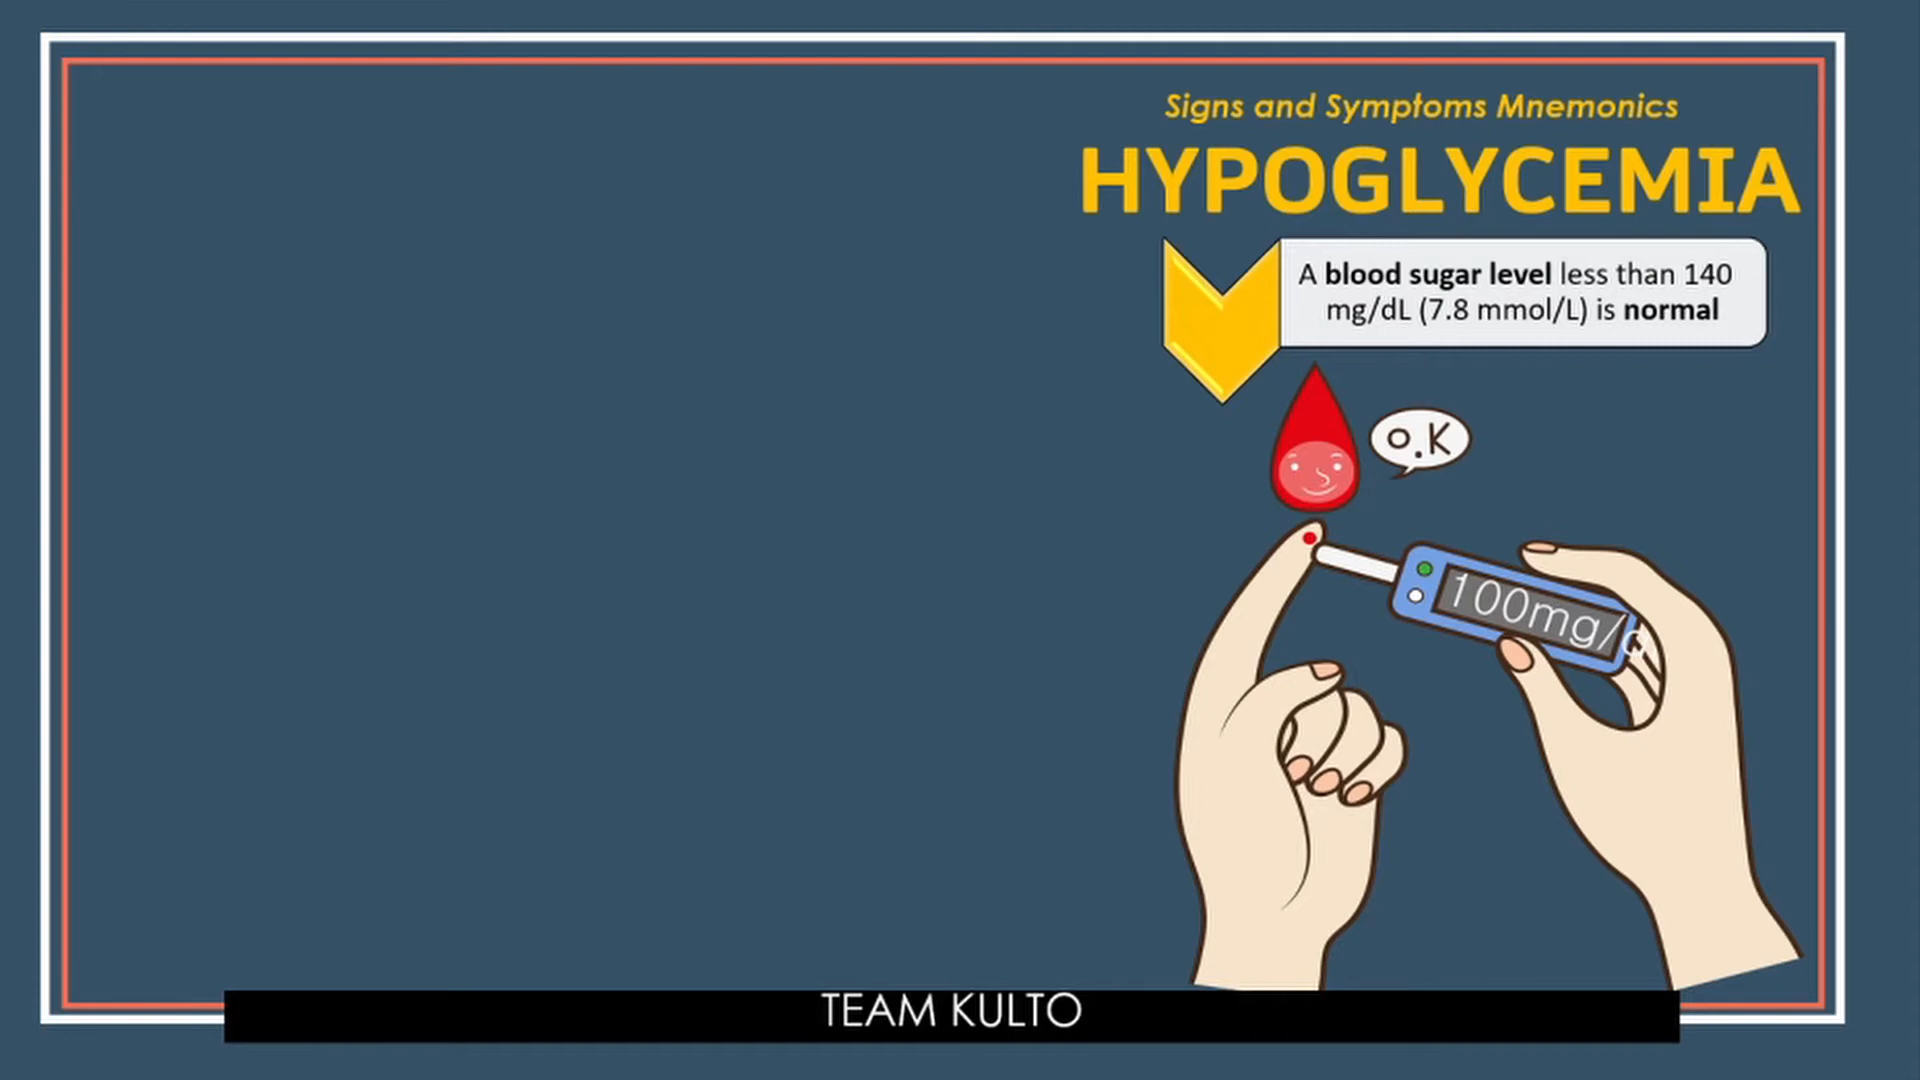 Signs and Symptoms Mnemonics
HYPOGLYCEMIA
A blood sugar level less than 140
mg/dL (7.8 mmol/L) is normal
O.K
100mg/d
TEAM KULTO